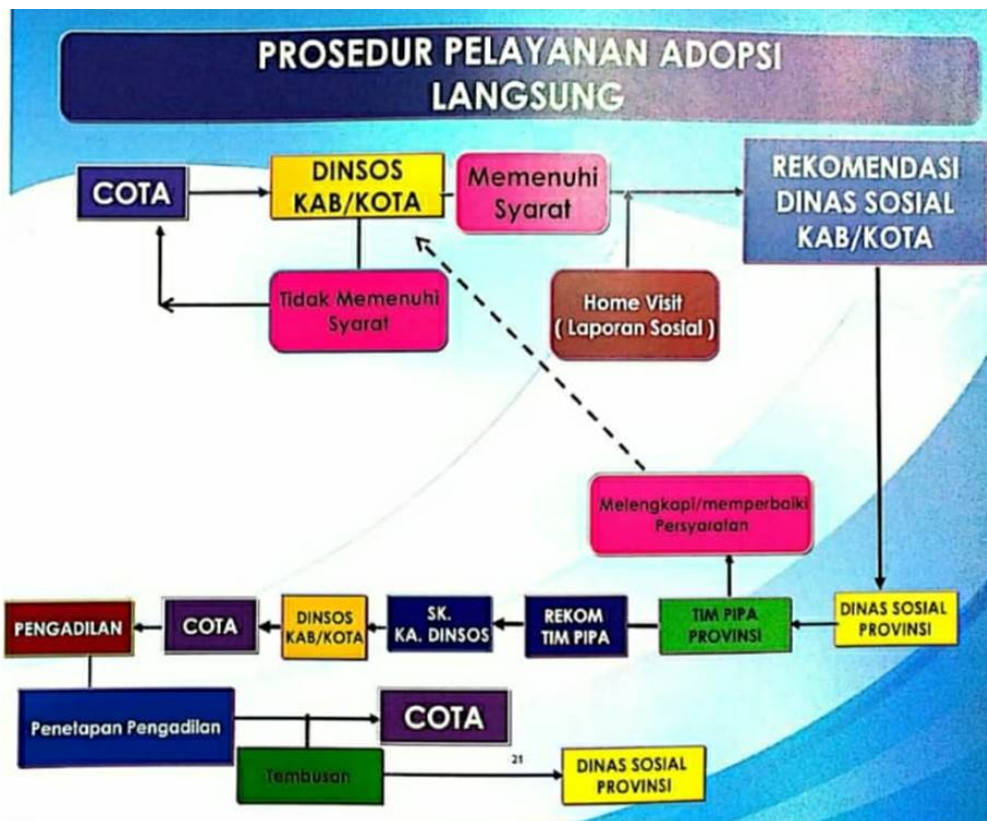 PROSEDUR PELAYANAN ADOPSI
LANGSUNG
COTA
DINSOS
KAB/KOTA
Memenuhi
Syarat
REKOMENDASI
DINAS SOSIAL
KAB/KOTA
Tidak Memenuhi
Syarat
Home Visit
( Laporan Sosial )
Melengkapi/memperbaiki
Persyaratan
PENGADILAN
COTA
DINSOS
KAB/KOTA
SK.
KA. DINSOS
REKOM
TIM PIPA
TIM PIPA
PROVINSI
DINAS SOSIAL
PROVINSI
Penetapan Pengadilan
COTA
Tembusan
21
DINAS SOSIAL
PROVINSI